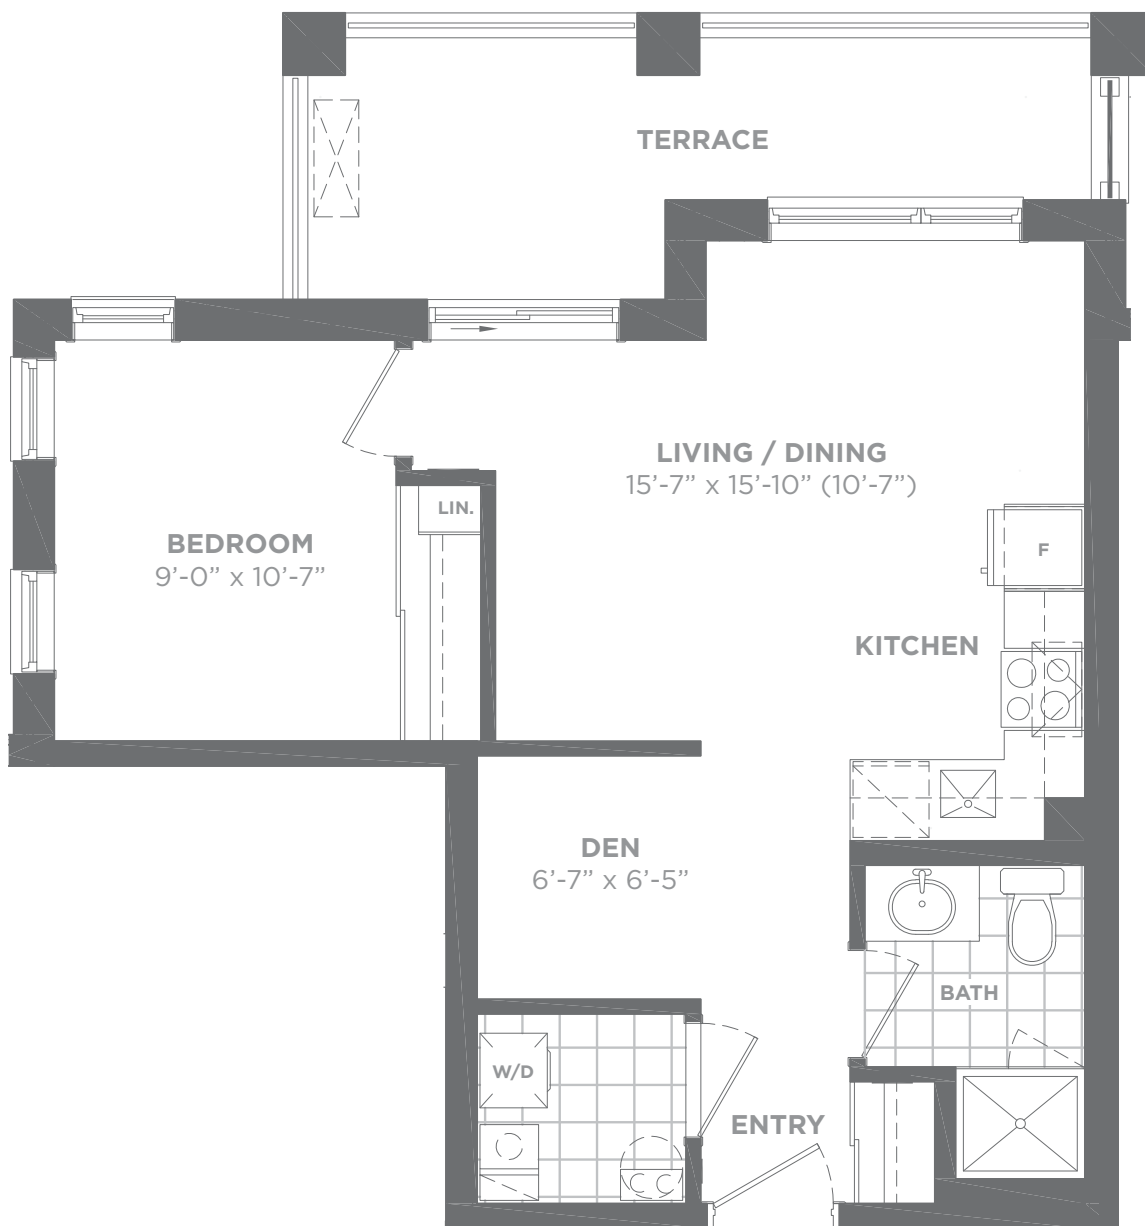 TERRACE
LIVING / DINING
15’-7” x 15’-10” (10’-7”)
LIN.
BEDROOM
9’-0” x 10’-7”
F
KITCHEN
DEN
6’-7” x 6’-5”
BATH
W/D
ENTRY